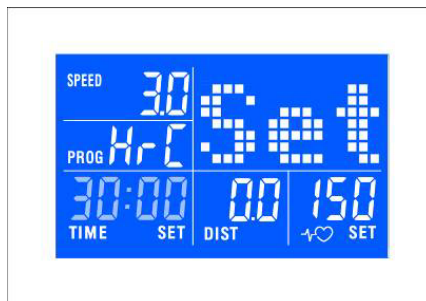 SPEED 3.0
Set
PROG HrC
30:00 0.0 150
TIME SET DIST SET